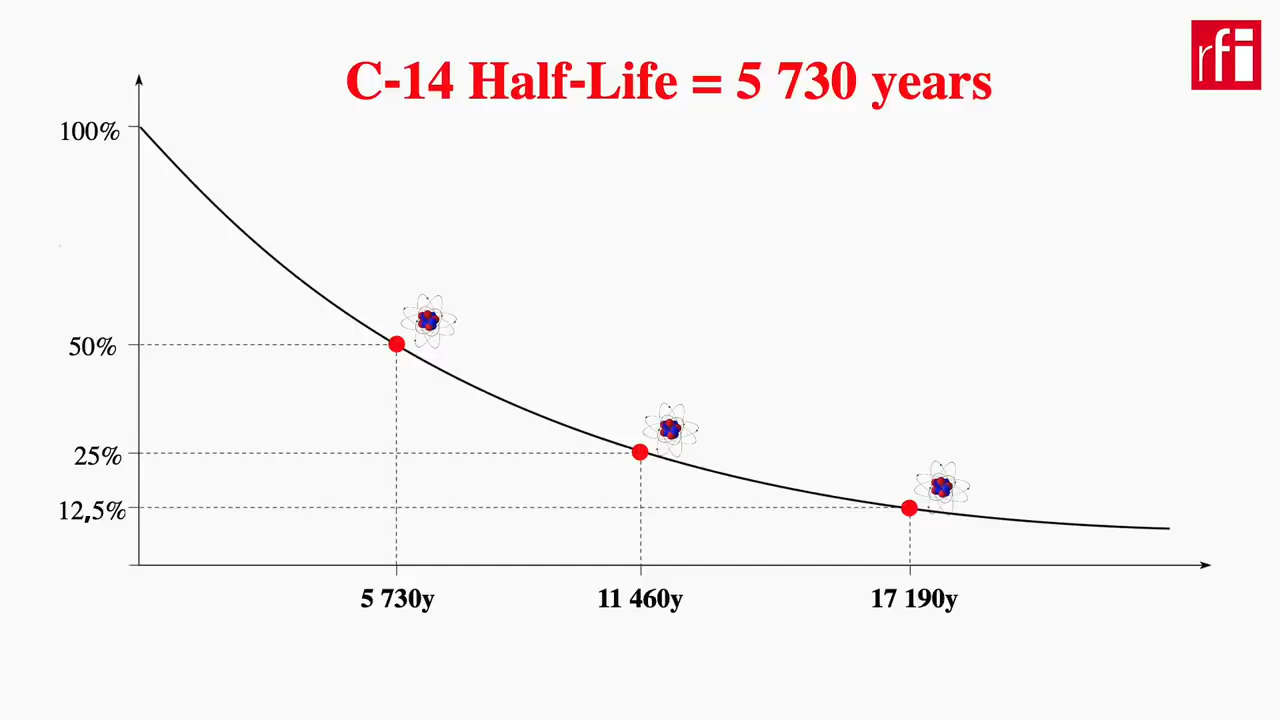 rfi
C-14 Half-Life = 5 730 years
100%
50%
25%
12,5%
5 730y
11 460y
17 190y